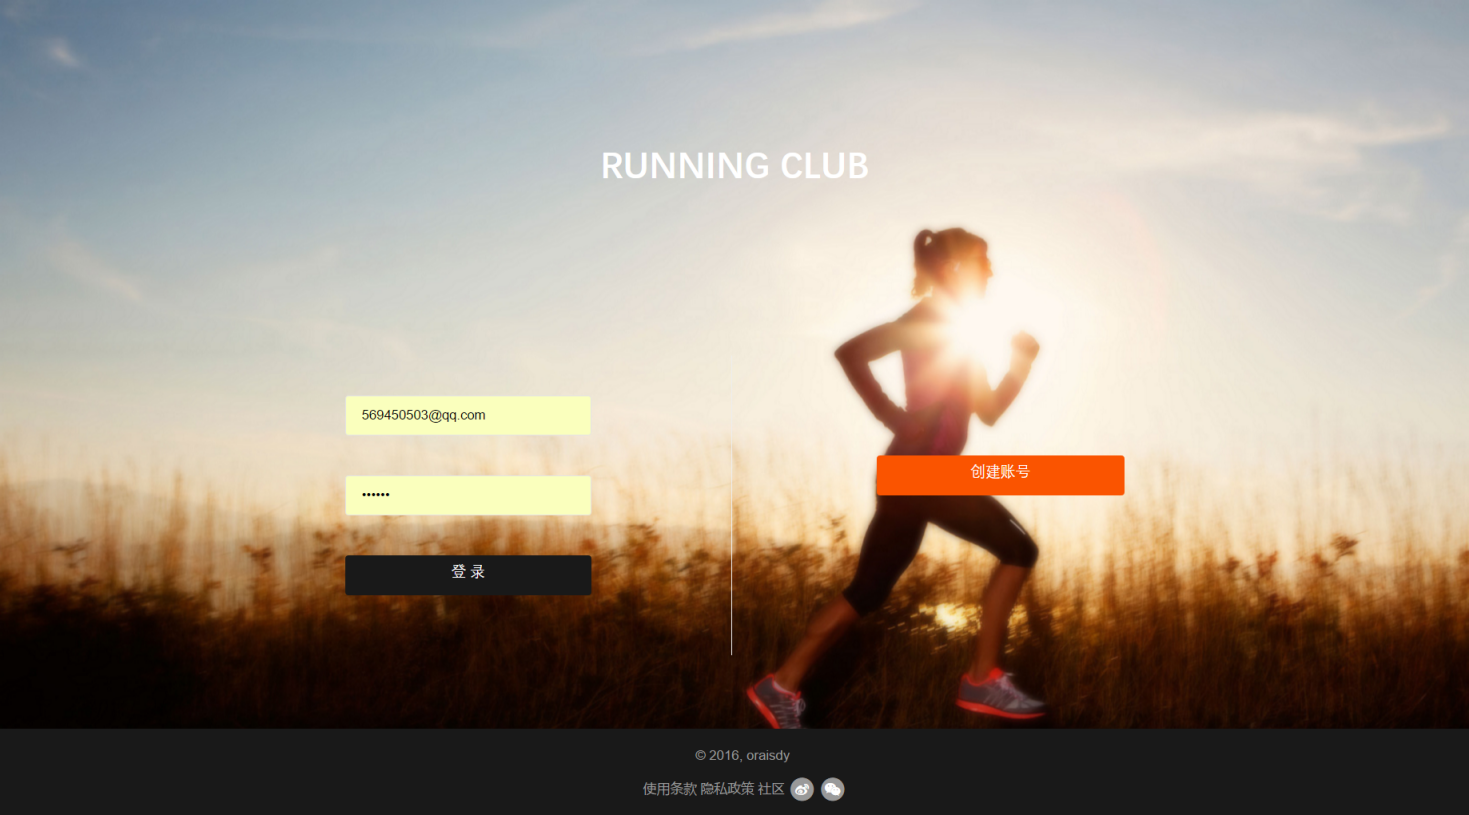 RUNNING CLUB
569450503@qq.com
••••••
登 录
创建账号
© 2016, oraisdy
使用条款 隐私政策 社区